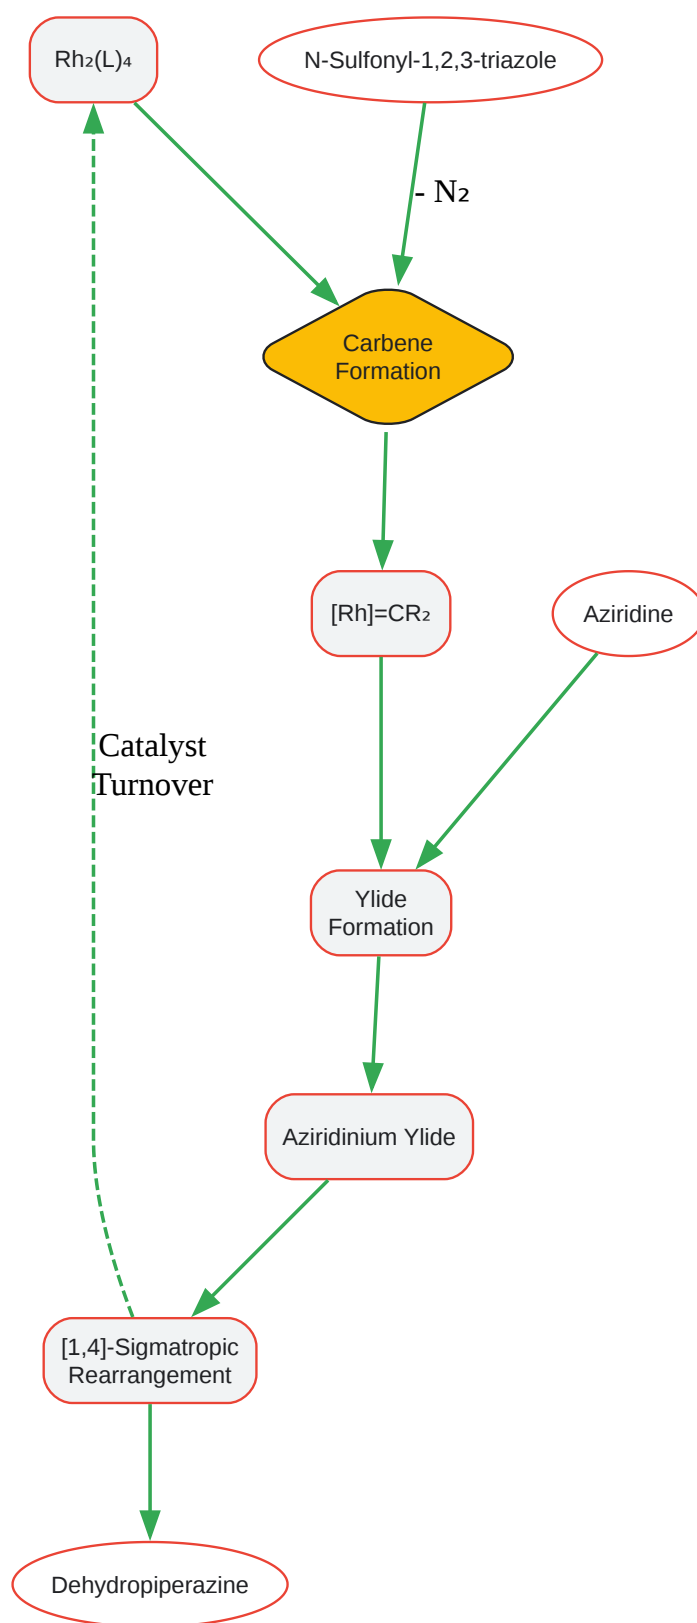 Rh₂(L)₄
N-Sulfonyl-1,2,3-triazole
- N₂
Carbene
Formation
[Rh]=CR₂
Aziridine
Catalyst
Turnover
Ylide
Formation
Aziridinium Ylide
[1,4]-Sigmatropic
Rearrangement
Dehydropiperazine